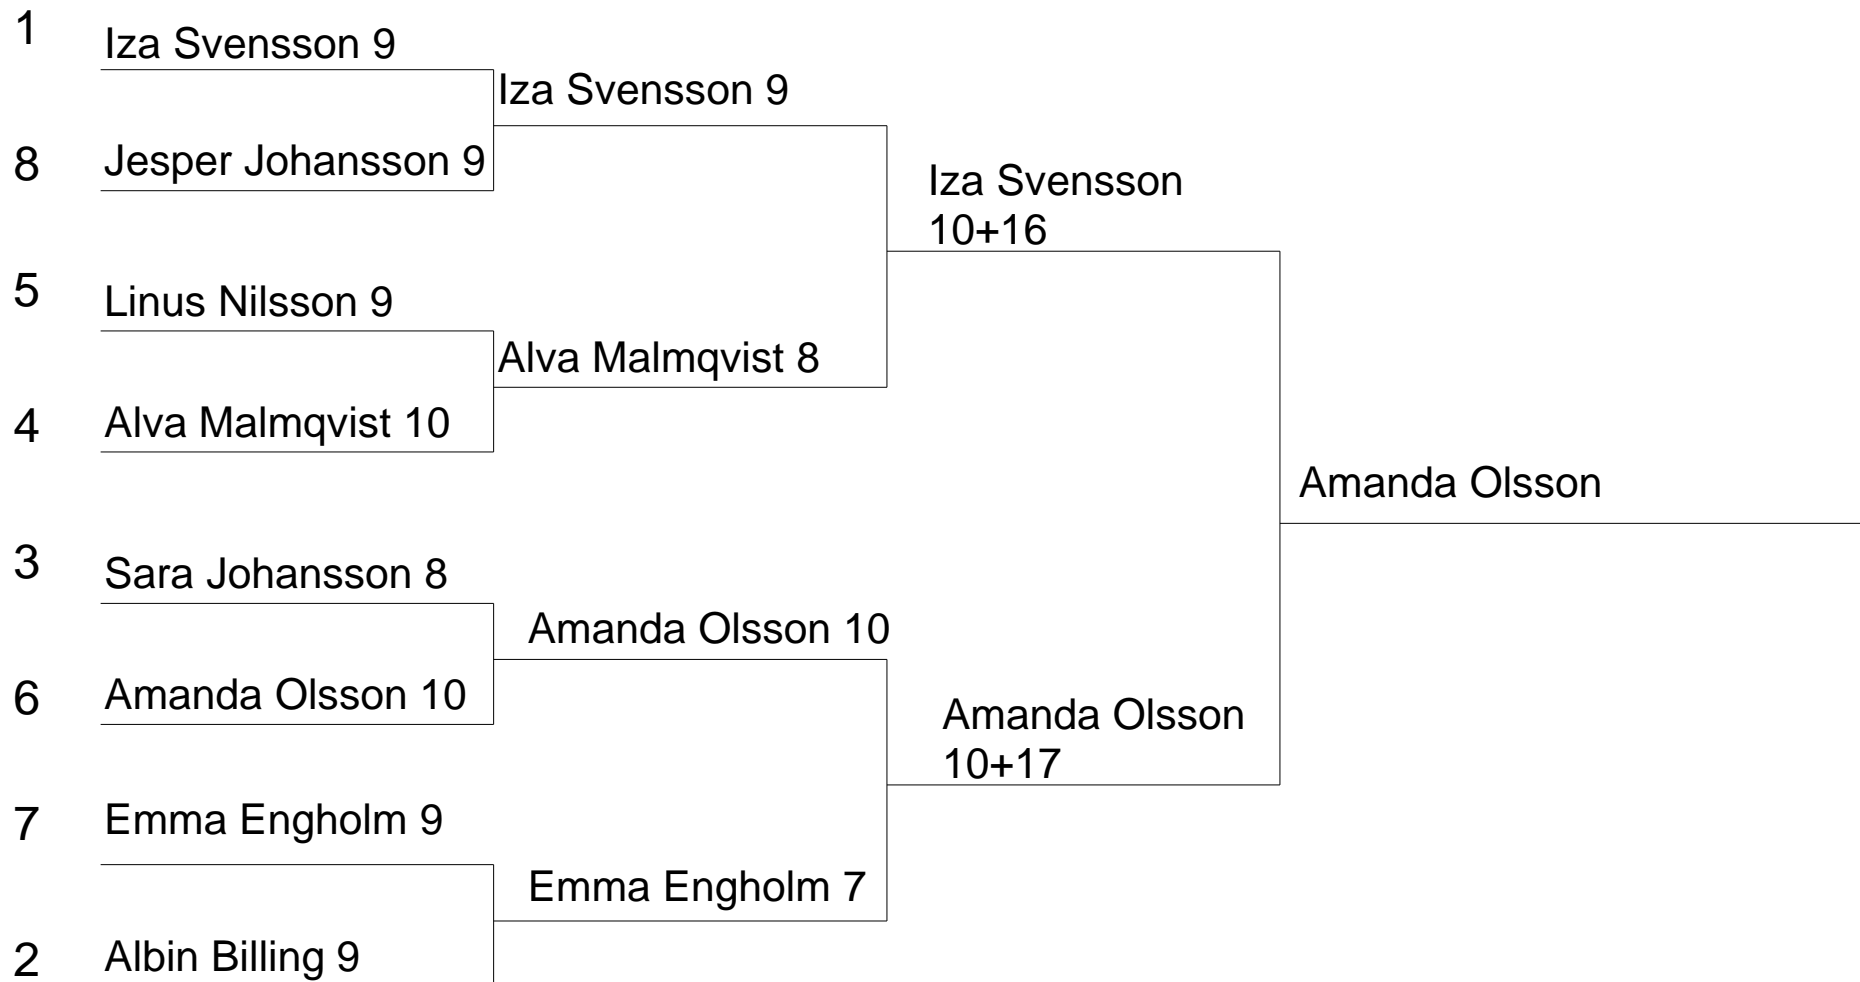 1
Iza Svensson 9
Iza Svensson 9
8
Jesper Johansson 9
Iza Svensson
10+16
5
Linus Nilsson 9
Alva Malmqvist 8
4
Alva Malmqvist 10
Amanda Olsson
3
Sara Johansson 8
Amanda Olsson 10
6
Amanda Olsson 10
Amanda Olsson
10+17
7
Emma Engholm 9
Emma Engholm 7
2
Albin Billing 9